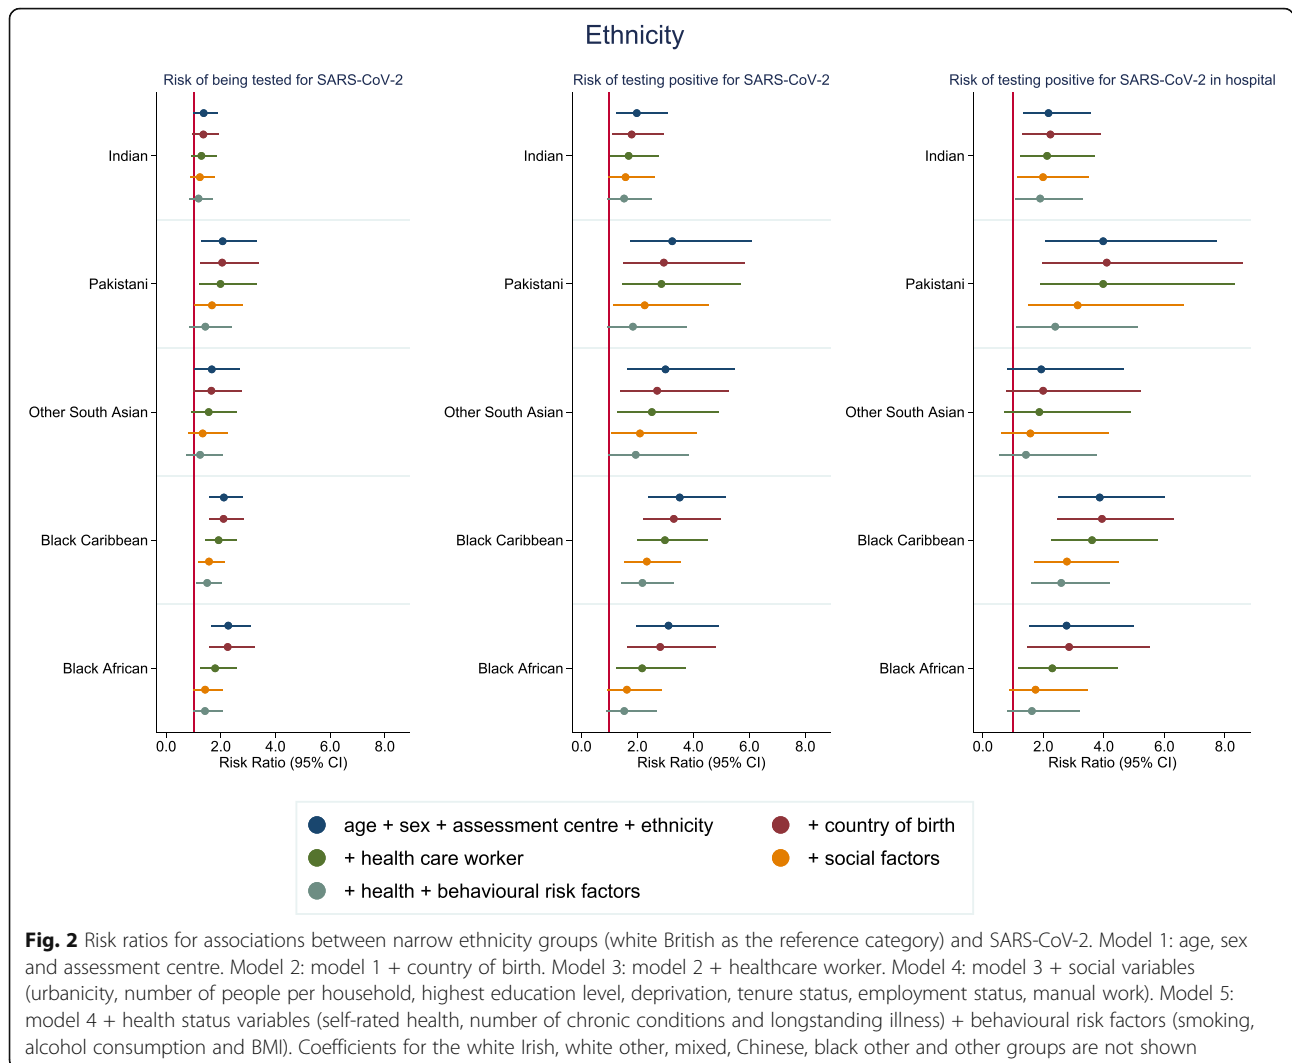 Ethnicity
Risk of being tested for SARS-CoV-2
Indian
Pakistani
Other South Asian
Black Caribbean
Black African
0.0 2.0 4.0 6.0 8.0
Risk Ratio (95% CI)
Risk of testing positive for SARS-CoV-2
Indian
Pakistani
Other South Asian
Black Caribbean
Black African
0.0 2.0 4.0 6.0 8.0
Risk Ratio (95% CI)
Risk of testing positive for SARS-CoV-2 in hospital
Indian
Pakistani
Other South Asian
Black Caribbean
Black African
0.0 2.0 4.0 6.0 8.0
Risk Ratio (95% CI)
age + sex + assessment centre + ethnicity
+ country of birth
+ health care worker
+ social factors
+ health + behavioural risk factors
Fig. 2 Risk ratios for associations between narrow ethnicity groups (white British as the reference category) and SARS-CoV-2. Model 1: age, sex
and assessment centre. Model 2: model 1 + country of birth. Model 3: model 2 + healthcare worker. Model 4: model 3 + social variables
(urbanicity, number of people per household, highest education level, deprivation, tenure status, employment status, manual work). Model 5:
model 4 + health status variables (self-rated health, number of chronic conditions and longstanding illness) + behavioural risk factors (smoking,
alcohol consumption and BMI). Coefficients for the white Irish, white other, mixed, Chinese, black other and other groups are not shown